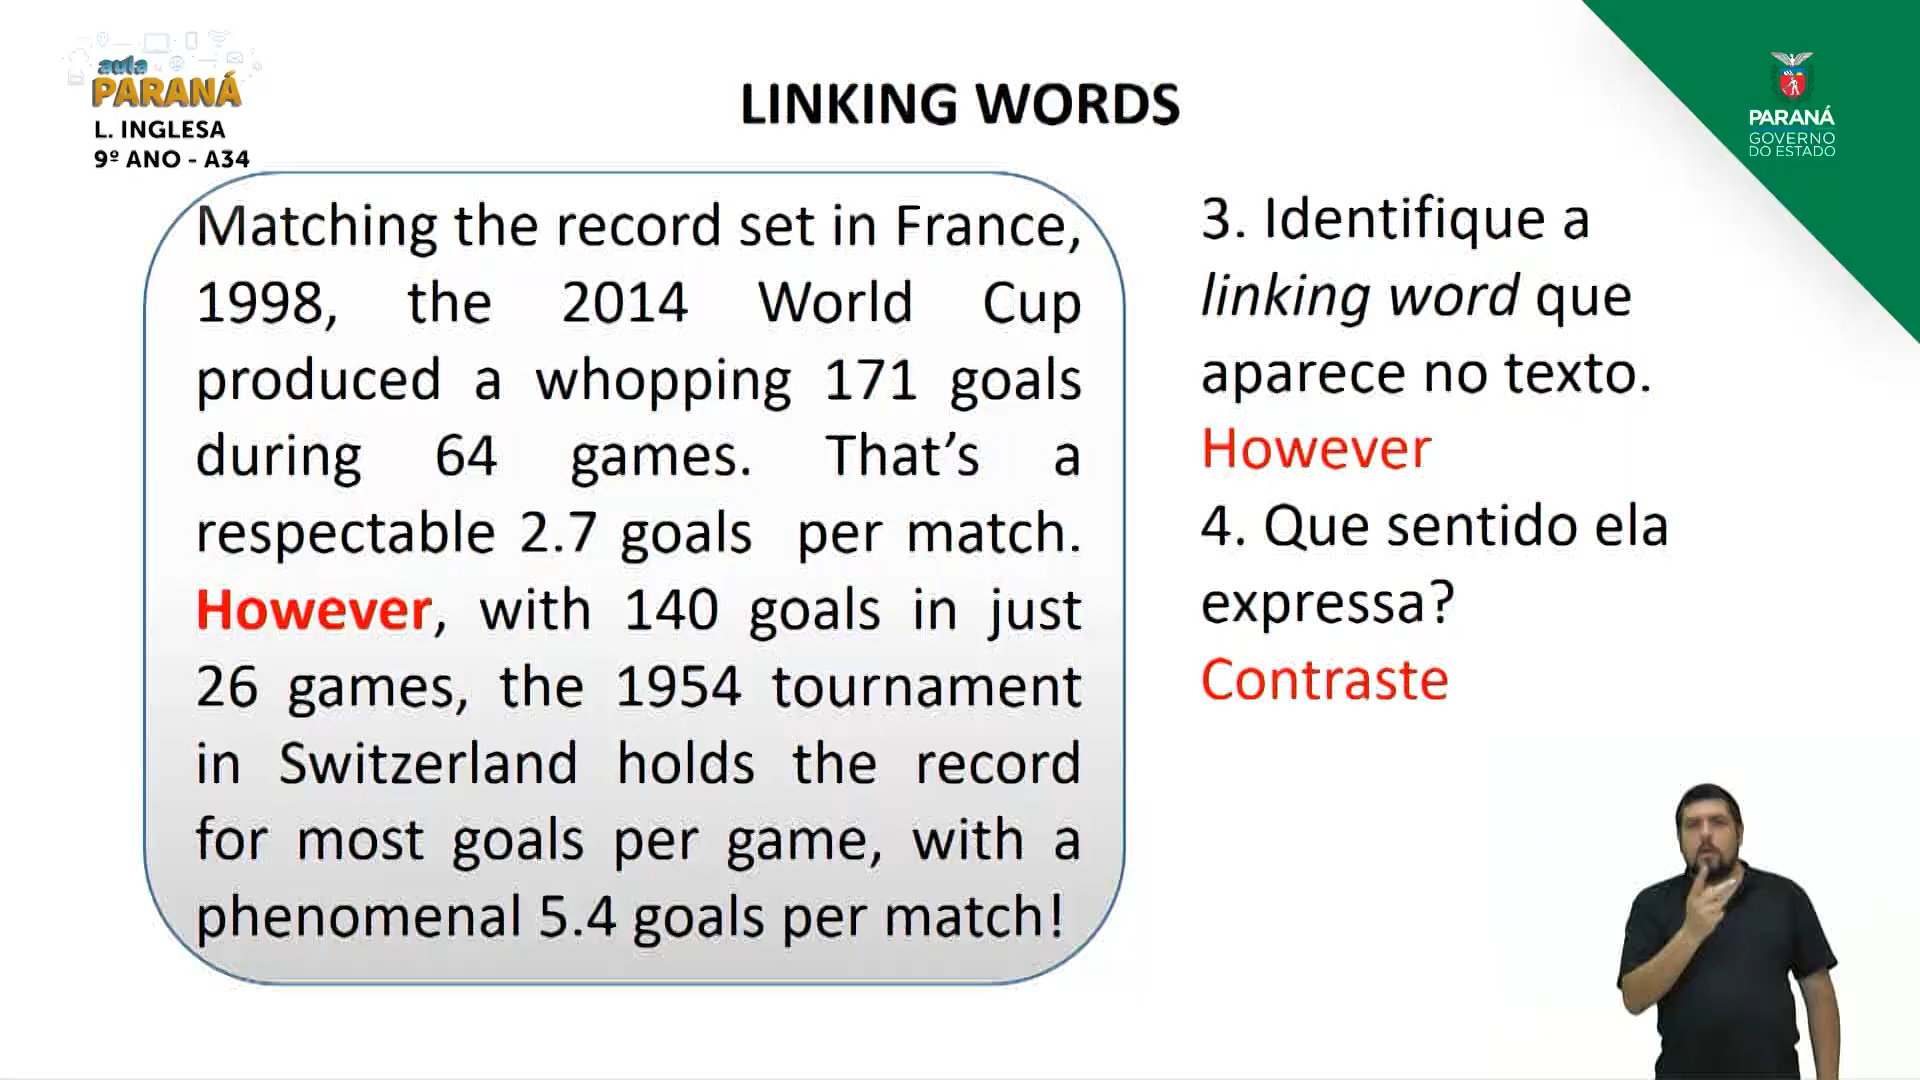 aula
PARANÁ
L. INGLESA
9º ANO - A34
LINKING WORDS
PARANÁ
GOVERNO
DO ESTADO
Matching the record set in France,
1998, the 2014 World Cup
produced a whopping 171 goals
during 64 games. That’s a
respectable 2.7 goals per match.
However, with 140 goals in just
26 games, the 1954 tournament
in Switzerland holds the record
for most goals per game, with a
phenomenal 5.4 goals per match!
3. Identifique a
linking word que
aparece no texto.
However
4. Que sentido ela
expressa?
Contraste